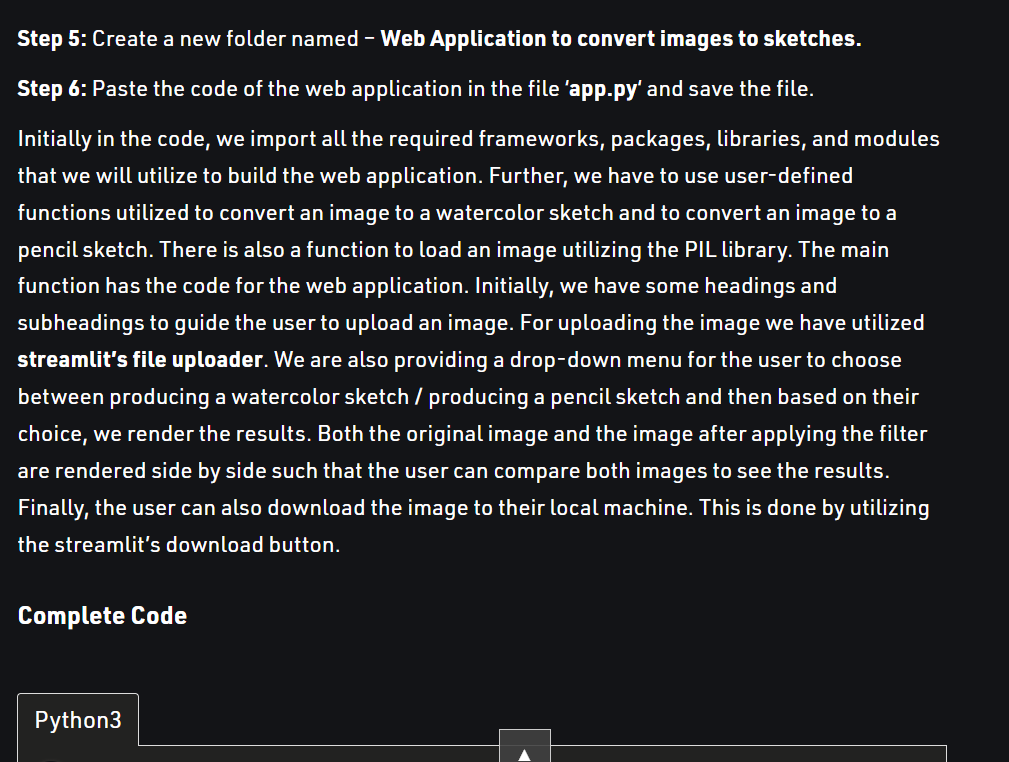 Step 5: Create a new folder named – Web Application to convert images to sketches.
Step 6: Paste the code of the web application in the file ‘app.py‘ and save the file.
Initially in the code, we import all the required frameworks, packages, libraries, and modules
that we will utilize to build the web application. Further, we have to use user-defined
functions utilized to convert an image to a watercolor sketch and to convert an image to a
pencil sketch. There is also a function to load an image utilizing the PIL library. The main
function has the code for the web application. Initially, we have some headings and
subheadings to guide the user to upload an image. For uploading the image we have utilized
streamlit’s file uploader. We are also providing a drop-down menu for the user to choose
between producing a watercolor sketch / producing a pencil sketch and then based on their
choice, we render the results. Both the original image and the image after applying the filter
are rendered side by side such that the user can compare both images to see the results.
Finally, the user can also download the image to their local machine. This is done by utilizing
the streamlit’s download button.
Complete Code
Python3